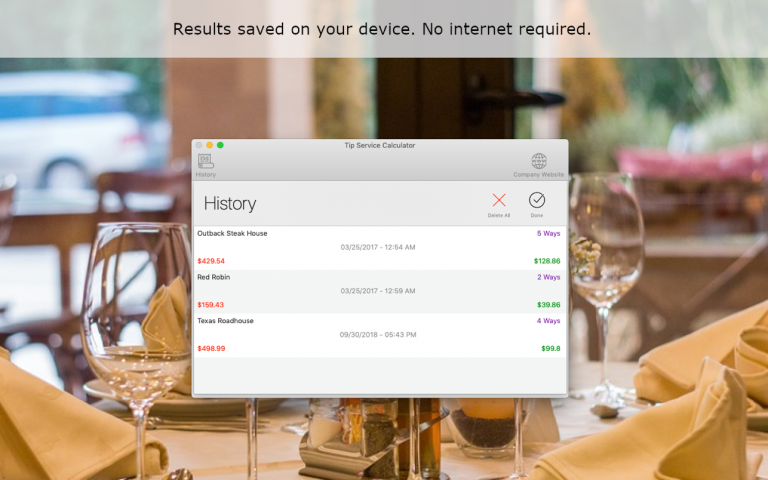 Results saved on your device. No internet required.
Tip Service Calculator
History
Company Website
History
Delete All
Done
Outback Steak House
5 Ways
03/25/2017 - 12:54 AM
$429.54
$128.86
Red Robin
2 Ways
03/25/2017 - 12:59 AM
$159.43
$39.86
Texas Roadhouse
4 Ways
09/30/2018 - 05:43 PM
$498.99
$99.8